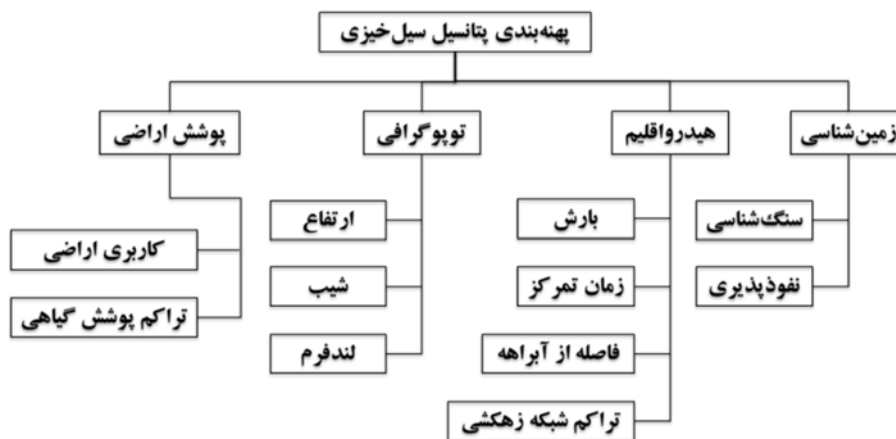 پهنه‌بندی پتانسیل سیل‌خیزی
زمین‌شناسی
هیدرواقلیم
توپوگرافی
پوشش اراضی
سنگ‌شناسی
نفوذپذیری
بارش
زمان تمرکز
فاصله از آبراهه
تراکم شبکه زهکشی
ارتفاع
شیب
لندفرم
کاربری اراضی
تراکم پوشش گیاهی